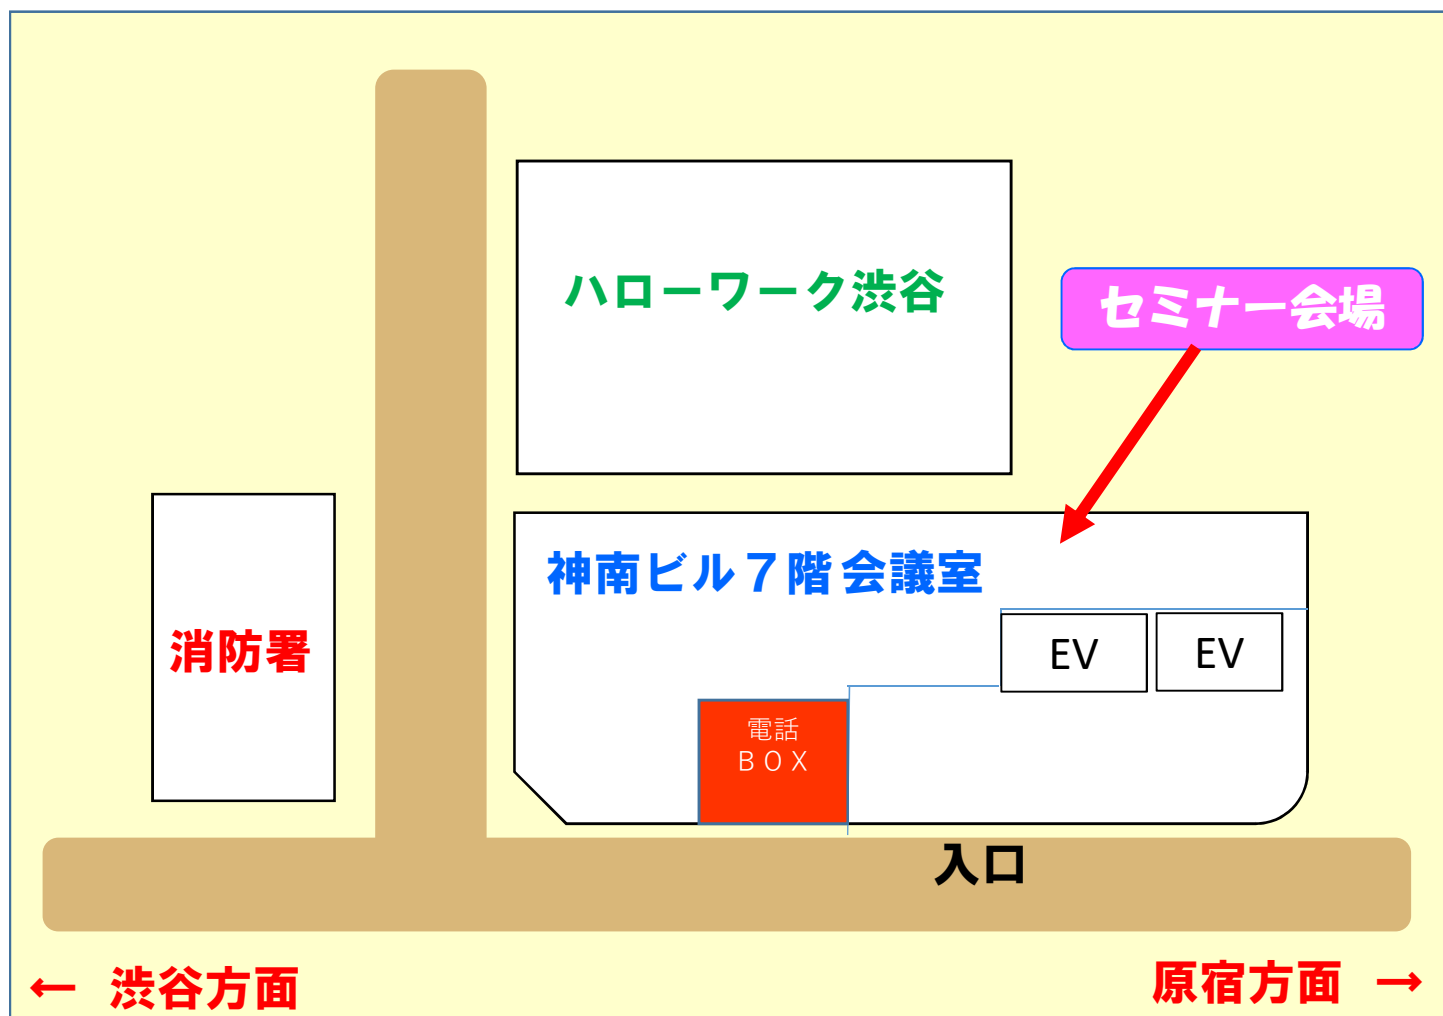 ハローワーク渋谷
セミナー会場
神南ビル７階 会議室
消防署
EV
EV
電話
ＢＯＸ
入口
← 渋谷方面
原宿方面 →